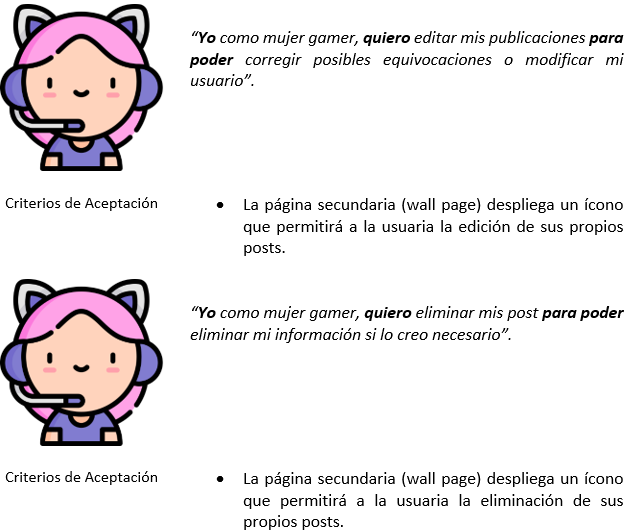 “Yo como mujer gamer, quiero editar mis publicaciones para
poder corregir posibles equivocaciones o modificar mi
usuario”.
Criterios de Aceptación
• La página secundaria (wall page) despliega un ícono
que permitirá a la usuaria la edición de sus propios
posts.
“Yo como mujer gamer, quiero eliminar mis post para poder
eliminar mi información si lo creo necesario”.
Criterios de Aceptación
• La página secundaria (wall page) despliega un ícono
que permitirá a la usuaria la eliminación de sus
propios posts.